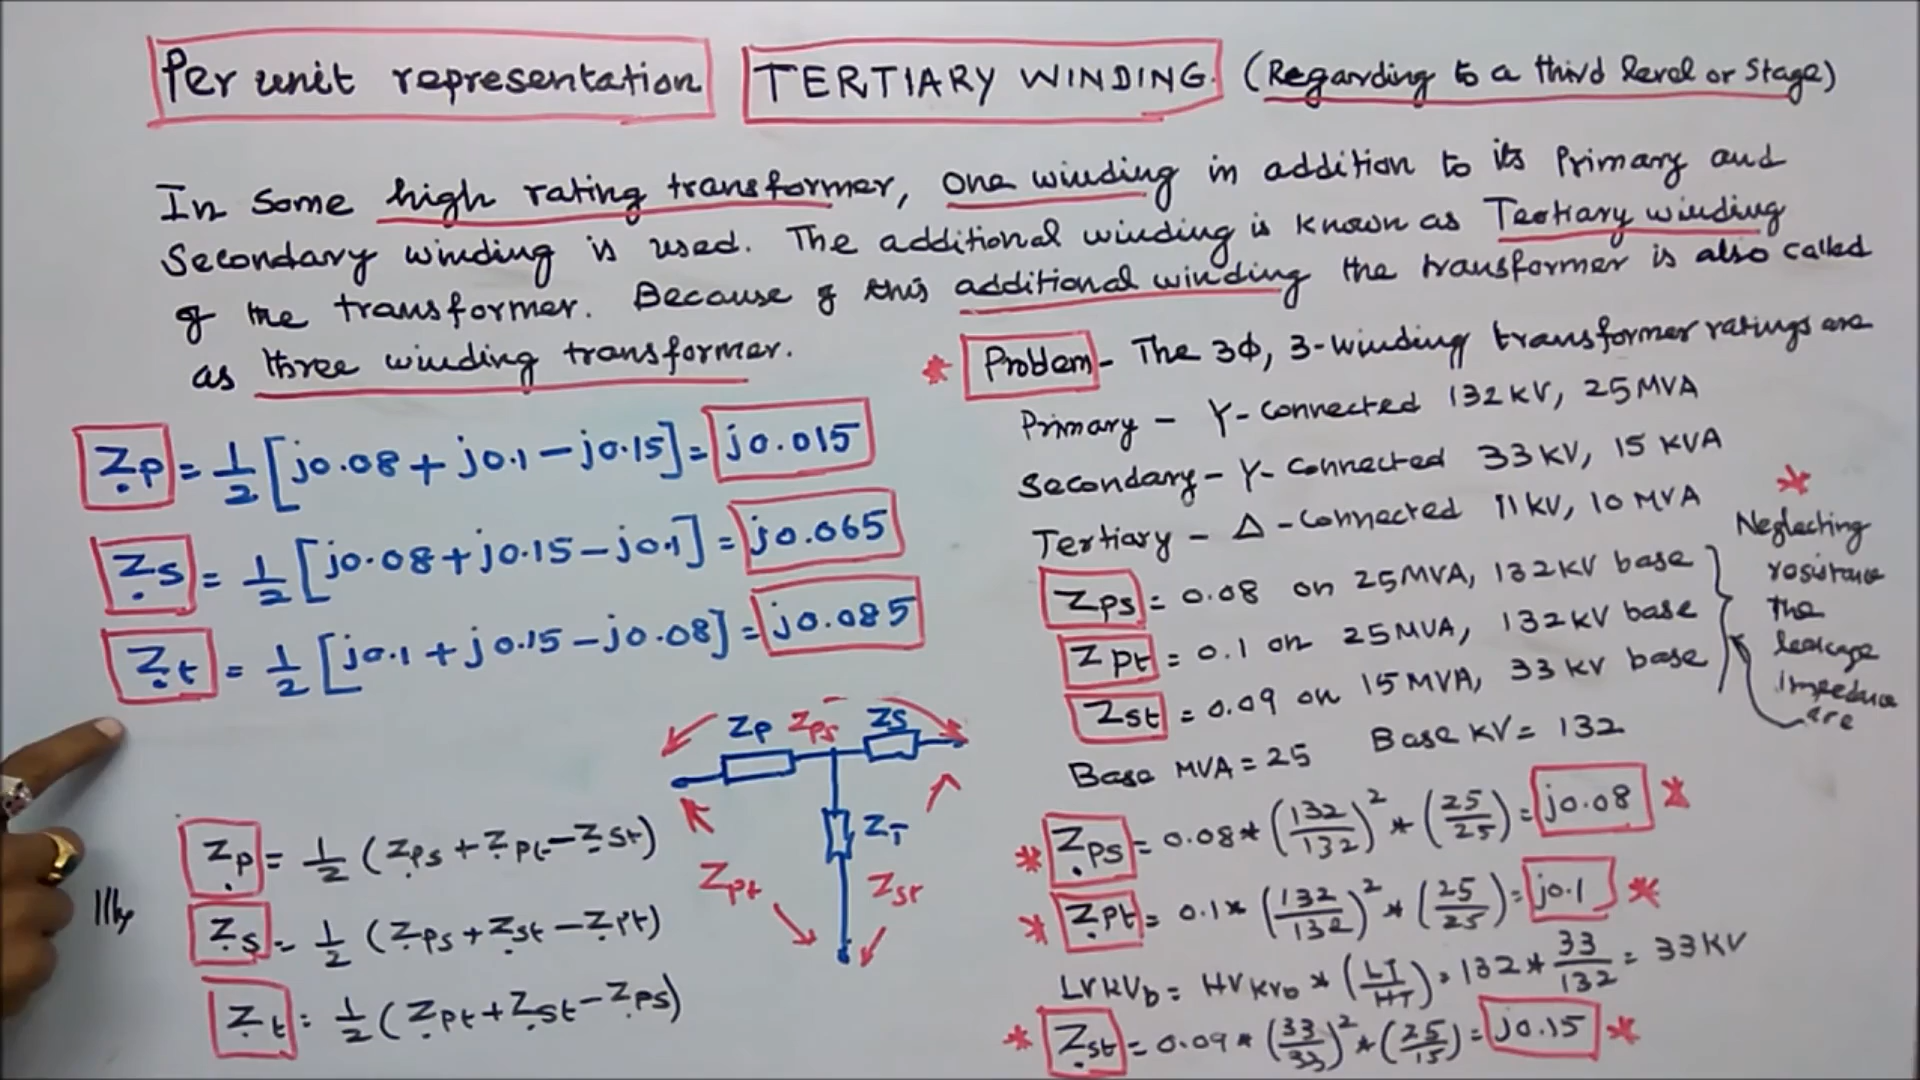 Per unit representation TERTIARY WINDING. (Regarding to a third level or stage)
In some high rating transformer, one winding in addition to its Primary and
Secondary winding is used. The additional winding is known as Tertiary winding
of the transformer. Because of this additional winding the transformer is also called
as three winding transformer.
Zp = 1/2 [j0.08 + j0.1 - j0.15] = j0.015
Zs = 1/2 [j0.08 + j0.15 - j0.1] = j0.065
Zt = 1/2 [j0.1 + j0.15 - j0.08] = j0.085
Zp Zps Zs
ZT
Zpt Zst
Zp = 1/2 (Zps + Zpt - Zst)
Illy
Zs = 1/2 (Zps + Zst - Zpt)
Zt = 1/2 (Zpt + Zst - Zps)
* Problem - The 3Φ, 3-winding transformer ratings are
Primary - Y-Connected 132KV, 25MVA
Secondary - Y-Connected 33KV, 15 KVA
Tertiary - Δ-Connected 11KV, 10 MVA
Zps = 0.08 on 25MVA, 132KV base
Zpt = 0.1 on 25MVA, 132KV base
Zst = 0.09 on 15MVA, 33KV base
*
Neglecting
resistance
The
leakage
impedance
are
Base MVA = 25 Base KV = 132
* Zps = 0.08 * (132/132)² * (25/25) = j0.08 *
* Zpt = 0.1 * (132/132)² * (25/25) = j0.1 *
LVKVb = HVKVb * (LT/HT) = 132 * 33/132 = 33KV
* Zst = 0.09 * (33/33)² * (25/15) = j0.15 *